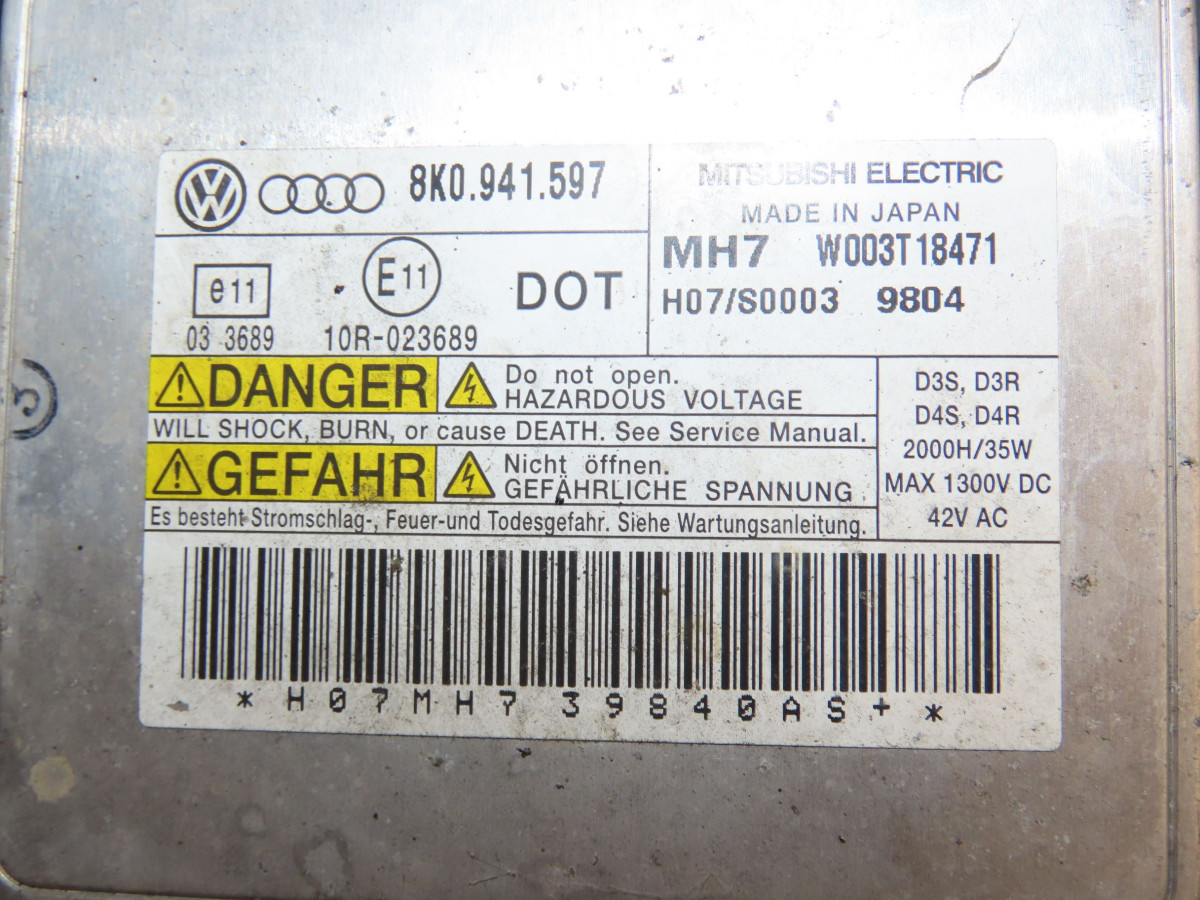 8K0.941.597
MITSUBISHI ELECTRIC
MADE IN JAPAN
MH7 W003T18471
H07/S0003 9804
e11
E11
DOT
03 3689 10R-023689
DANGER
Do not open.
HAZARDOUS VOLTAGE
WILL SHOCK, BURN, or cause DEATH. See Service Manual.
GEFAHR
Nicht öffnen.
GEFÄHRLICHE SPANNUNG
Es besteht Stromschlag-, Feuer-und Todesgefahr. Siehe Wartungsanleitung.
D3S, D3R
D4S, D4R
2000H/35W
MAX 1300V DC
42V AC
*H07MH7 39840AS+*